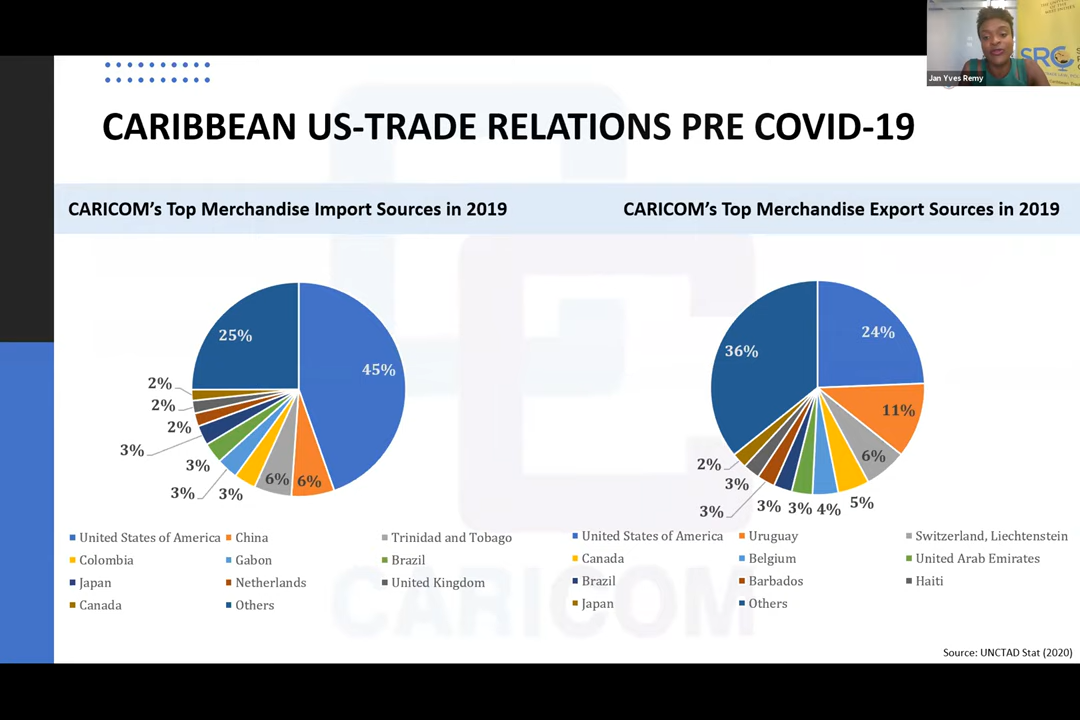 SRC
Jan Yves Remy
CARIBBEAN US-TRADE RELATIONS PRE COVID-19
CARICOM's Top Merchandise Import Sources in 2019
CARICOM's Top Merchandise Export Sources in 2019
25%
45%
2%
2%
2%
3%
3%
3%
3%
6%
6%
United States of America
China
Trinidad and Tobago
Colombia
Gabon
Brazil
Japan
Netherlands
United Kingdom
Canada
Others
36%
24%
11%
6%
5%
4%
3%
3%
3%
3%
2%
United States of America
Uruguay
Switzerland, Liechtenstein
Canada
Belgium
United Arab Emirates
Brazil
Barbados
Haiti
Japan
Others
CARICOM
Source: UNCTAD Stat (2020)